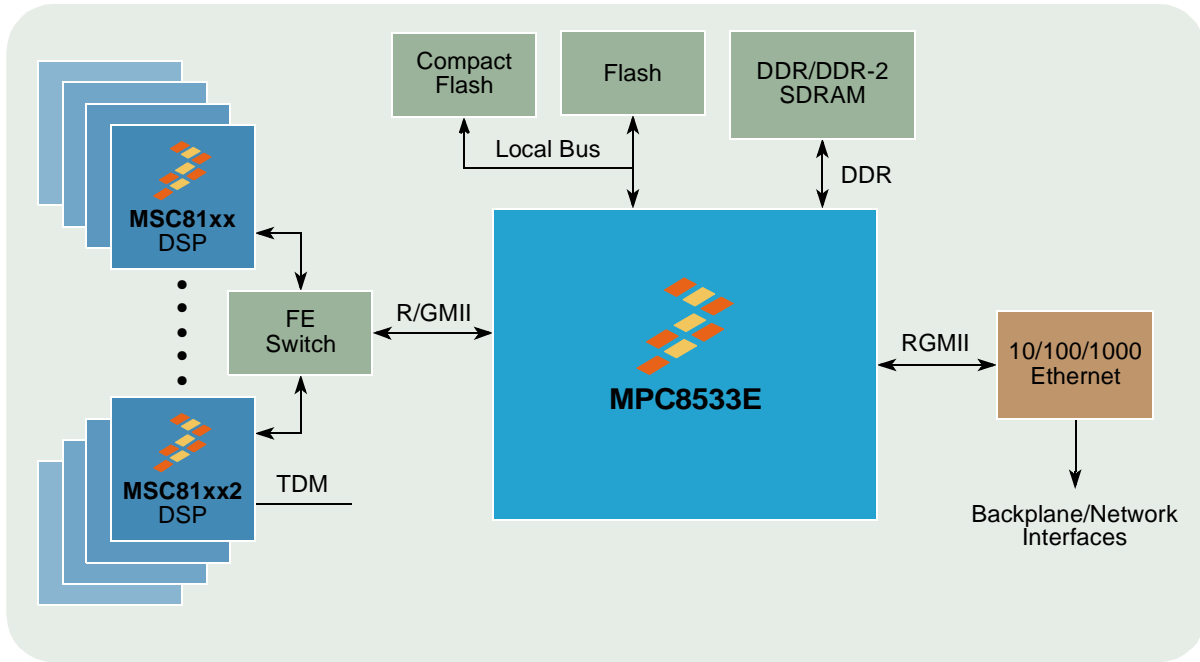 Compact
Flash
Flash
DDR/DDR-2
SDRAM
Local Bus
DDR
MSC81xx
DSP
FE
Switch
R/GMII
MPC8533E
RGMII
10/100/1000
Ethernet
MSC81xx2
DSP
TDM
Backplane/Network
Interfaces